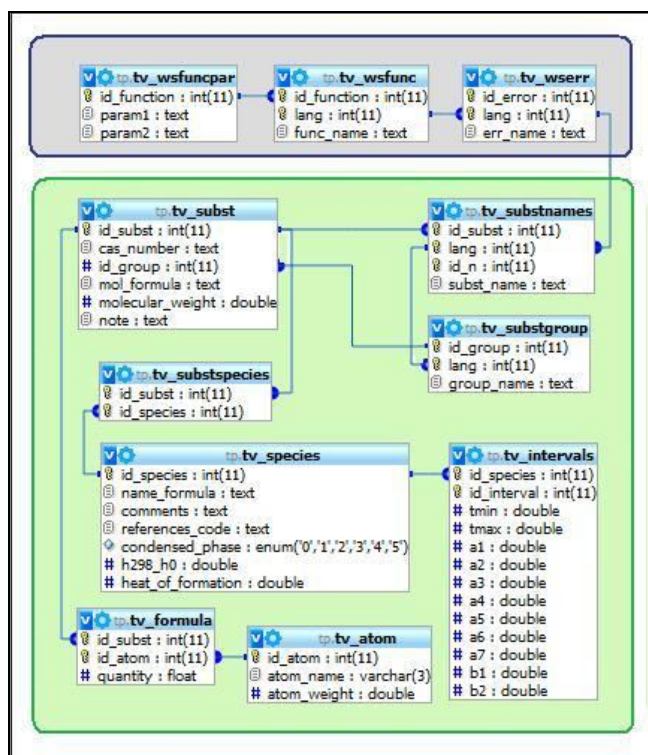 tp.tv_wsfuncpar
id_function : int(11)
param1 : text
param2 : text
tp.tv_wsfunc
id_function : int(11)
lang : int(11)
func_name : text
tp.tv_wserr
id_error : int(11)
lang : int(11)
err_name : text
tp.tv_subst
id_subst : int(11)
cas_number : text
# id_group : int(11)
mol_formula : text
# molecular_weight : double
note : text
tp.tv_substnames
id_subst : int(11)
lang : int(11)
id_n : int(11)
subst_name : text
tp.tv_substgroup
id_group : int(11)
lang : int(11)
group_name : text
tp.tv_substspecies
id_subst : int(11)
id_species : int(11)
tp.tv_species
id_species : int(11)
name_formula : text
comments : text
references_code : text
condensed_phase : enum('0','1','2','3','4','5')
# h298_h0 : double
# heat_of_formation : double
tp.tv_intervals
id_species : int(11)
id_interval : int(11)
# tmin : double
# tmax : double
# a1 : double
# a2 : double
# a3 : double
# a4 : double
# a5 : double
# a6 : double
# a7 : double
# b1 : double
# b2 : double
tp.tv_formula
id_subst : int(11)
id_atom : int(11)
# quantity : float
tp.tv_atom
id_atom : int(11)
atom_name : varchar(3)
# atom_weight : double